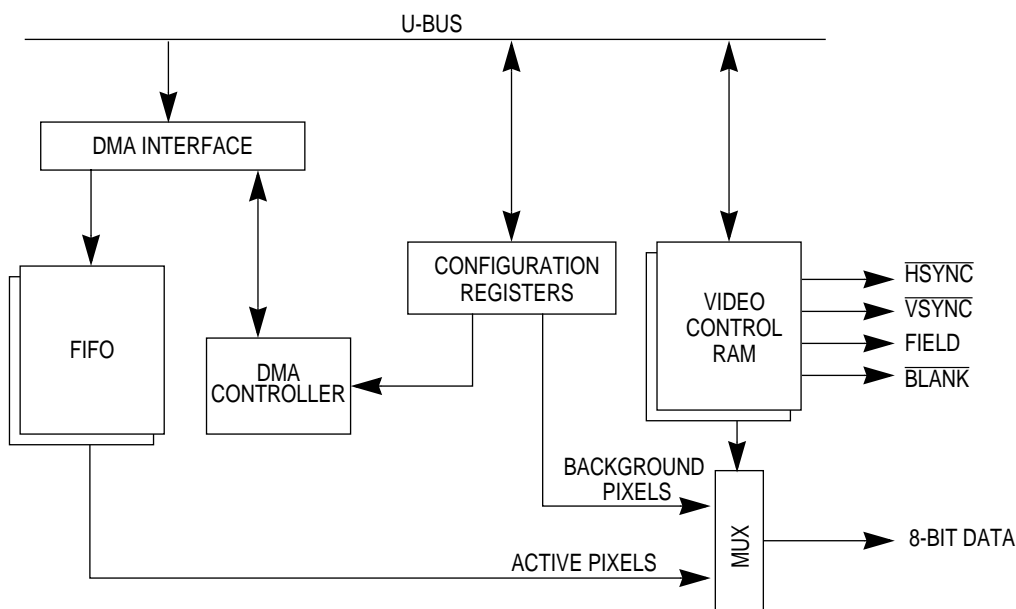 U-BUS
DMA INTERFACE
CONFIGURATION
REGISTERS
VIDEO
CONTROL
RAM
HSYNC
VSYNC
FIELD
BLANK
FIFO
DMA
CONTROLLER
BACKGROUND
PIXELS
MUX
8-BIT DATA
ACTIVE PIXELS